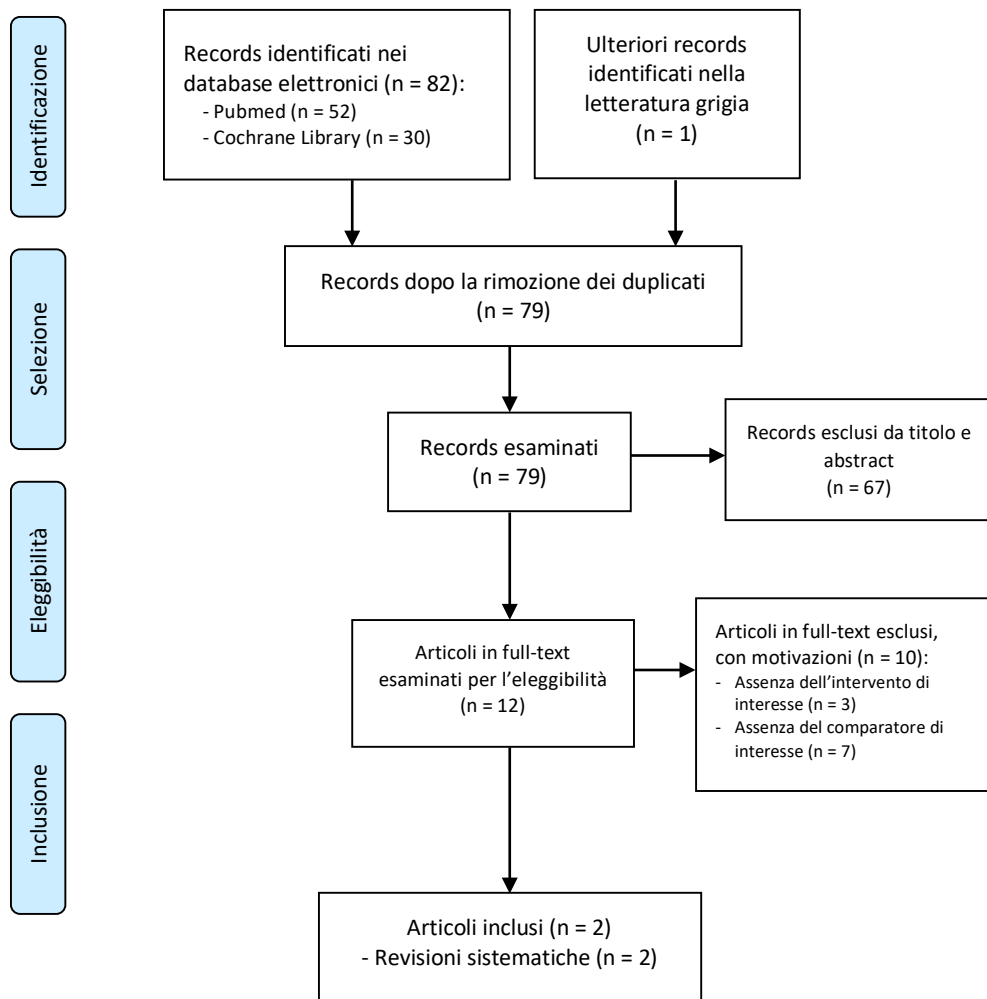 Identificazione
Records identificati nei
database elettronici (n = 82):
- Pubmed (n = 52)
- Cochrane Library (n = 30)
Ulteriori records
identificati nella
letteratura grigia
(n = 1)
Selezione
Records dopo la rimozione dei duplicati
(n = 79)
Records esaminati
(n = 79)
Records esclusi da titolo e
abstract
(n = 67)
Eleggibilità
Articoli in full-text
esaminati per l’eleggibilità
(n = 12)
Articoli in full-text esclusi,
con motivazioni (n = 10):
- Assenza dell’intervento di
interesse (n = 3)
- Assenza del comparatore di
interesse (n = 7)
Inclusione
Articoli inclusi (n = 2)
- Revisioni sistematiche (n = 2)